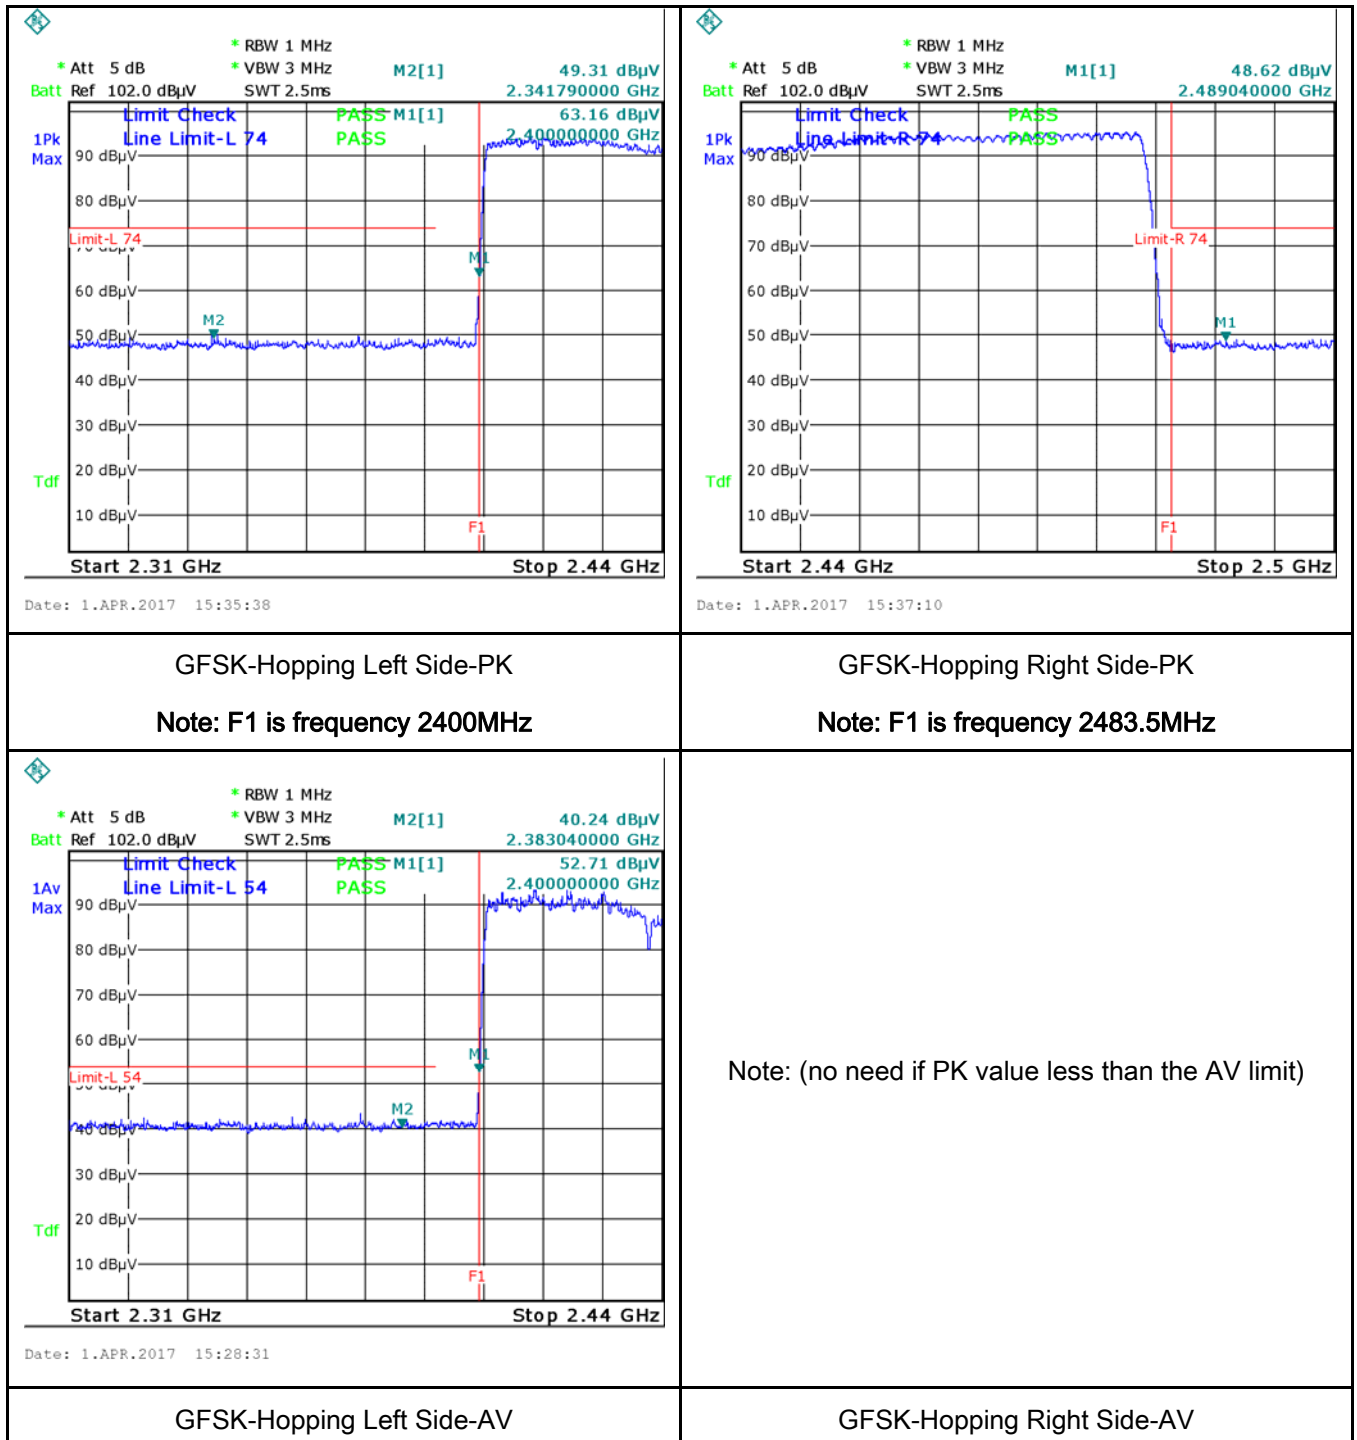 * RBW 1 MHz
* Att 5 dB * VBW 3 MHz M2[1] 49.31 dBµV
Batt Ref 102.0 dBµV SWT 2.5ms 2.341790000 GHz
Limit Check PASS M1[1] 63.16 dBµV
1Pk Line Limit-L 74 PASS 2.400000000 GHz
Max 90 dBµV
80 dBµV
Limit-L 74
70 dBµV
M1
60 dBµV
M2
50 dBµV
40 dBµV
30 dBµV
20 dBµV
Tdf
10 dBµV
F1
Start 2.31 GHz Stop 2.44 GHz
Date: 1.APR.2017 15:35:38
* RBW 1 MHz
* Att 5 dB * VBW 3 MHz M1[1] 48.62 dBµV
Batt Ref 102.0 dBµV SWT 2.5ms 2.489040000 GHz
Limit Check PASS
1Pk Line Limit-R 74 PASS
Max 90 dBµV
80 dBµV
Limit-R 74
70 dBµV
60 dBµV
M1
50 dBµV
40 dBµV
30 dBµV
20 dBµV
Tdf
10 dBµV
F1
Start 2.44 GHz Stop 2.5 GHz
Date: 1.APR.2017 15:37:10
GFSK-Hopping Left Side-PK
Note: F1 is frequency 2400MHz
GFSK-Hopping Right Side-PK
Note: F1 is frequency 2483.5MHz
* RBW 1 MHz
* Att 5 dB * VBW 3 MHz M2[1] 40.24 dBµV
Batt Ref 102.0 dBµV SWT 2.5ms 2.383040000 GHz
Limit Check PASS M1[1] 52.71 dBµV
1Av Line Limit-L 54 PASS 2.400000000 GHz
Max 90 dBµV
80 dBµV
70 dBµV
60 dBµV
M1
Limit-L 54
50 dBµV
M2
40 dBµV
30 dBµV
20 dBµV
Tdf
10 dBµV
F1
Start 2.31 GHz Stop 2.44 GHz
Date: 1.APR.2017 15:28:31
Note: (no need if PK value less than the AV limit)
GFSK-Hopping Left Side-AV
GFSK-Hopping Right Side-AV